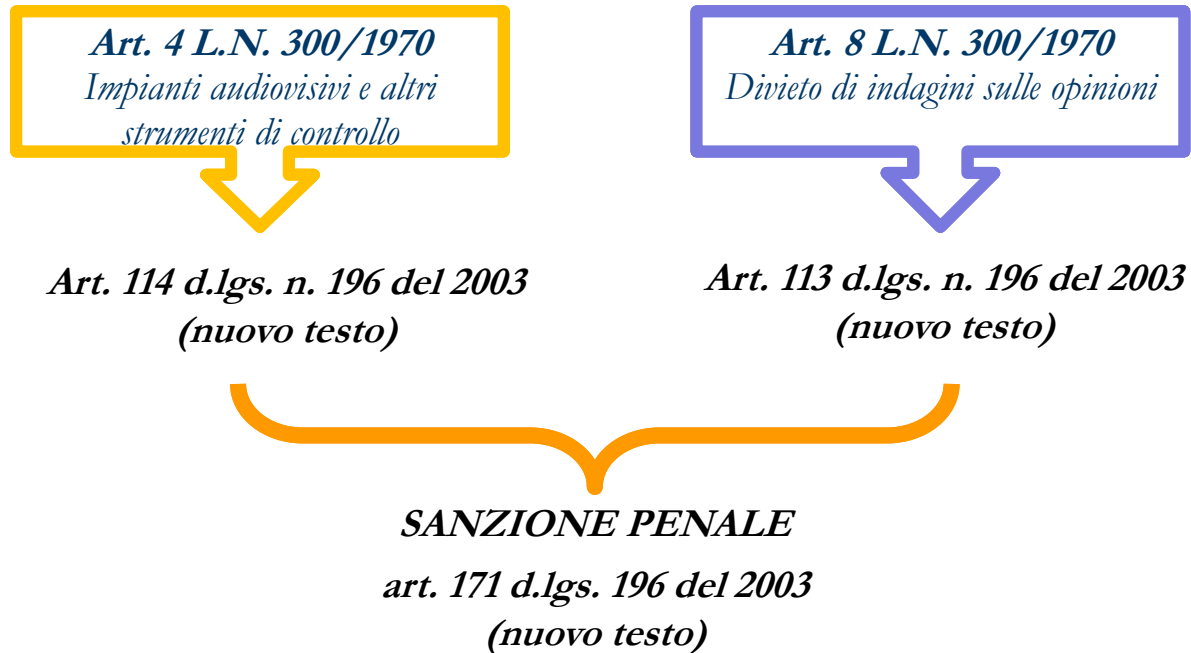 Art. 4 L.N. 300/1970
Impianti audiovisivi e altri
strumenti di controllo
Art. 8 L.N. 300/1970
Divieto di indagini sulle opinioni
Art. 114 d.lgs. n. 196 del 2003
(nuovo testo)
Art. 113 d.lgs. n. 196 del 2003
(nuovo testo)
SANZIONE PENALE
art. 171 d.lgs. 196 del 2003
(nuovo testo)